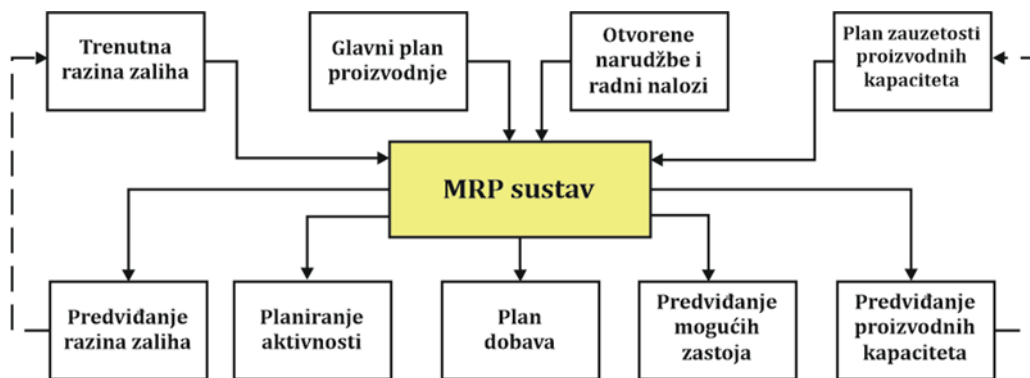 Trenutna
razina zaliha
Glavni plan
proizvodnje
Otvorene
narudžbe i
radni nalozi
Plan zauzetosti
proizvodnih
kapaciteta
MRP sustav
Predviđanje
razina zaliha
Planiranje
aktivnosti
Plan
dobava
Predviđanje
mogućih
zastoja
Predviđanje
proizvodnih
kapaciteta